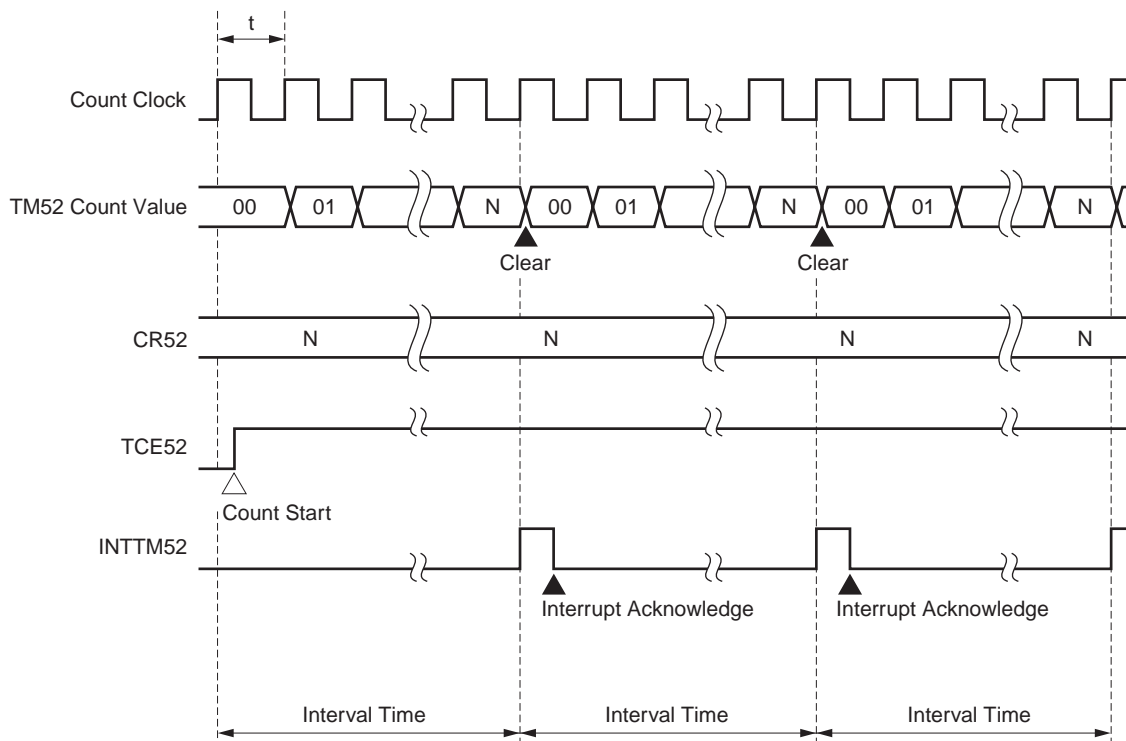 t
Count Clock
TM52 Count Value 00 01 N 00 01 N 00 01 N
Clear Clear
CR52 N N N N
TCE52
Count Start
INTTM52
Interrupt Acknowledge Interrupt Acknowledge
Interval Time Interval Time Interval Time